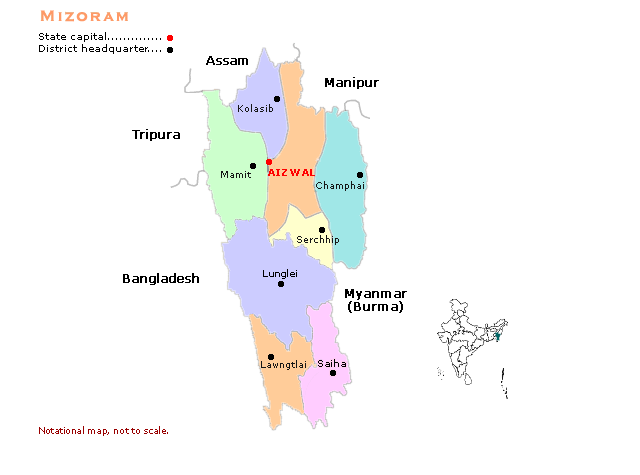 MIZORAM
State capital..............
District headquarter....
Assam
Manipur
Kolasib
Tripura
Mamit
AIZWAL
Champhai
Serchhip
Bangladesh
Lunglei
Myanmar
(Burma)
Lawngtlai
Saiha
Notational map, not to scale.